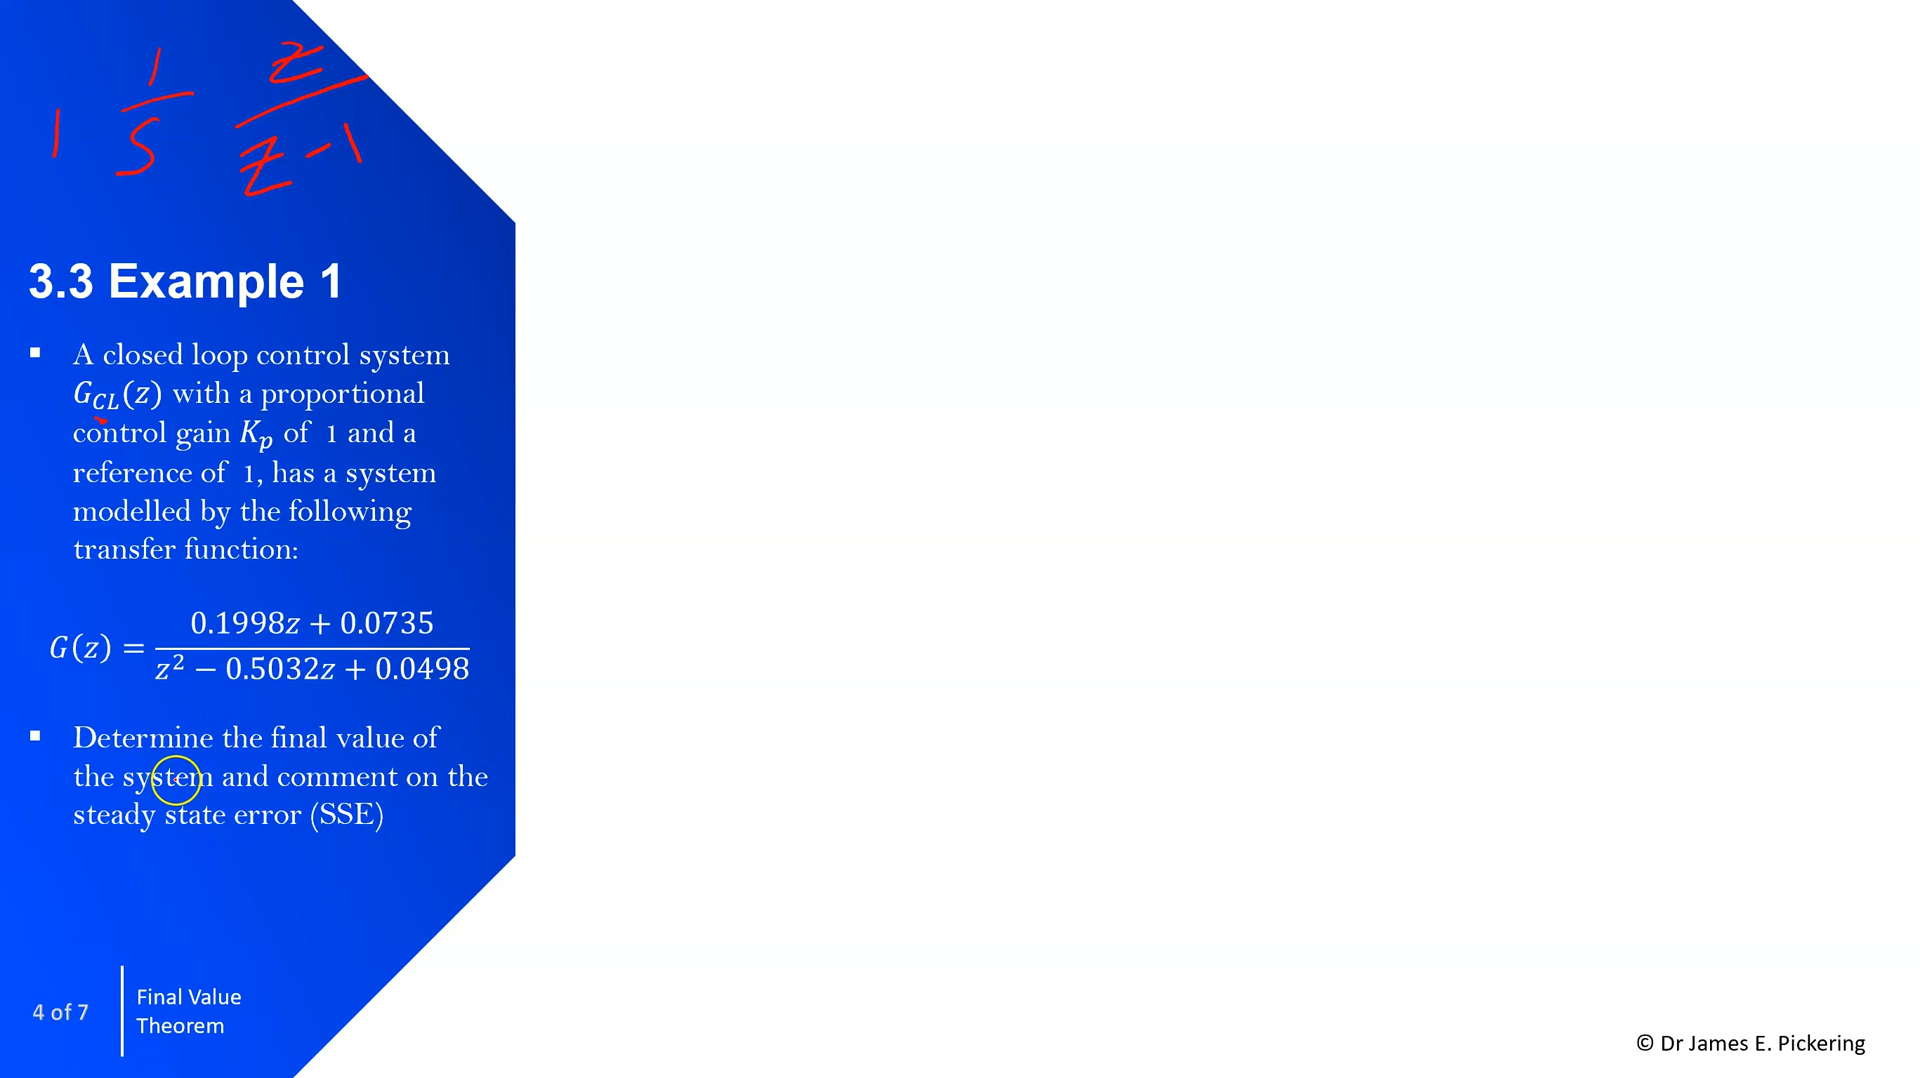 1 1/s z/(z-1)
3.3 Example 1
▪ A closed loop control system
G_CL(z) with a proportional
control gain K_p of 1 and a
reference of 1, has a system
modelled by the following
transfer function:
G(z) = (0.1998z + 0.0735)/(z² − 0.5032z + 0.0498)
▪ Determine the final value of
the system and comment on the
steady state error (SSE)
4 of 7
Final Value
Theorem
© Dr James E. Pickering